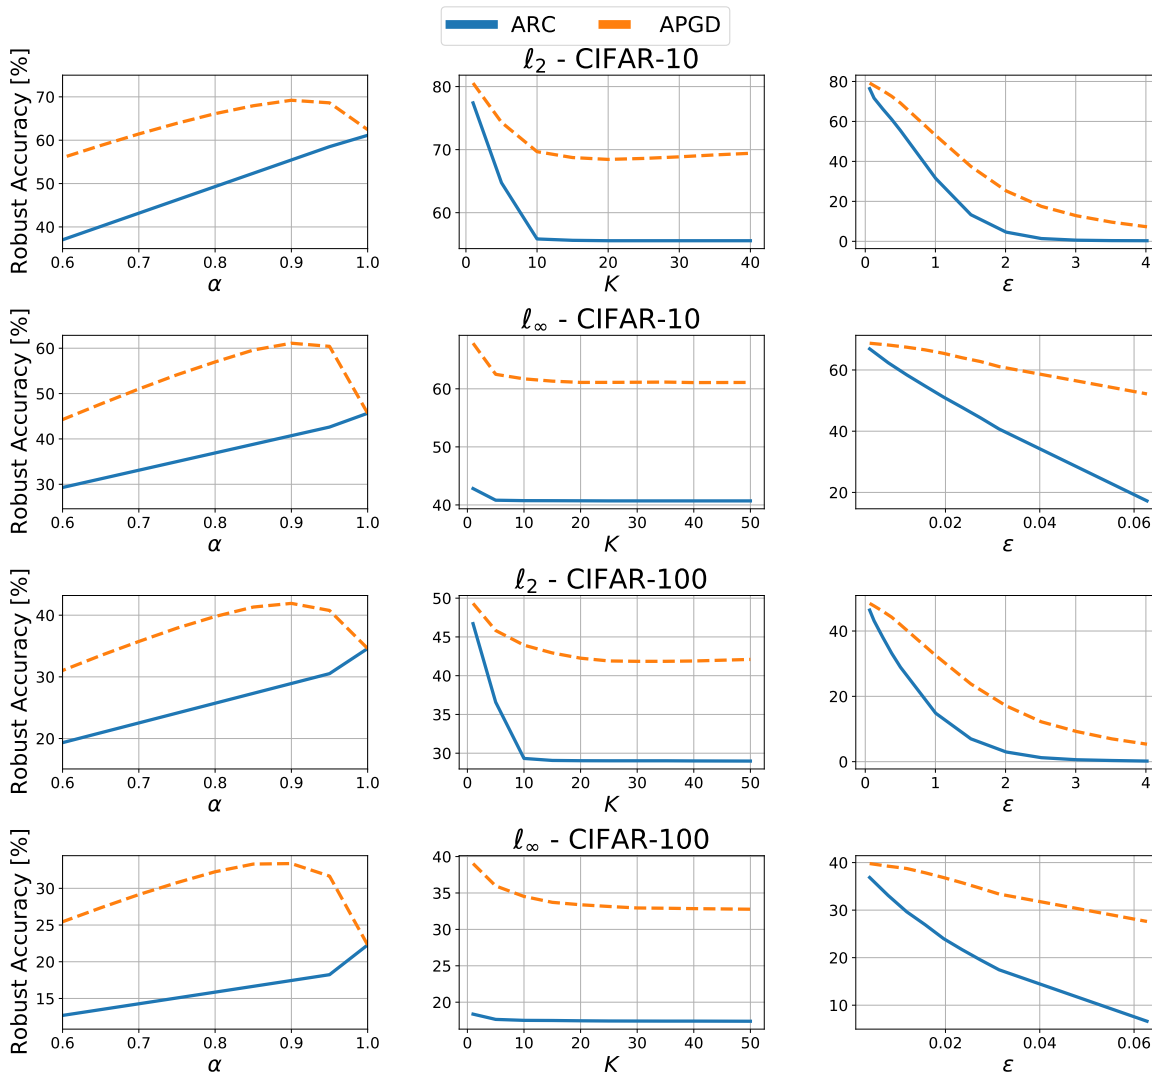 ARC APGD
ℓ₂ - CIFAR-10
Robust Accuracy [%]
70
60
50
40
0.6 0.7 0.8 0.9 1.0
α
80
70
60
0 10 20 30 40
K
80
60
40
20
0
0 1 2 3 4
ε
ℓ∞ - CIFAR-10
Robust Accuracy [%]
60
50
40
30
0.6 0.7 0.8 0.9 1.0
α
60
50
40
0 10 20 30 40 50
K
60
40
20
0.02 0.04 0.06
ε
ℓ₂ - CIFAR-100
Robust Accuracy [%]
40
30
20
0.6 0.7 0.8 0.9 1.0
α
50
45
40
35
30
0 10 20 30 40 50
K
40
20
0
0 1 2 3 4
ε
ℓ∞ - CIFAR-100
Robust Accuracy [%]
30
25
20
15
0.6 0.7 0.8 0.9 1.0
α
40
35
30
25
20
0 10 20 30 40 50
K
40
30
20
10
0.02 0.04 0.06
ε